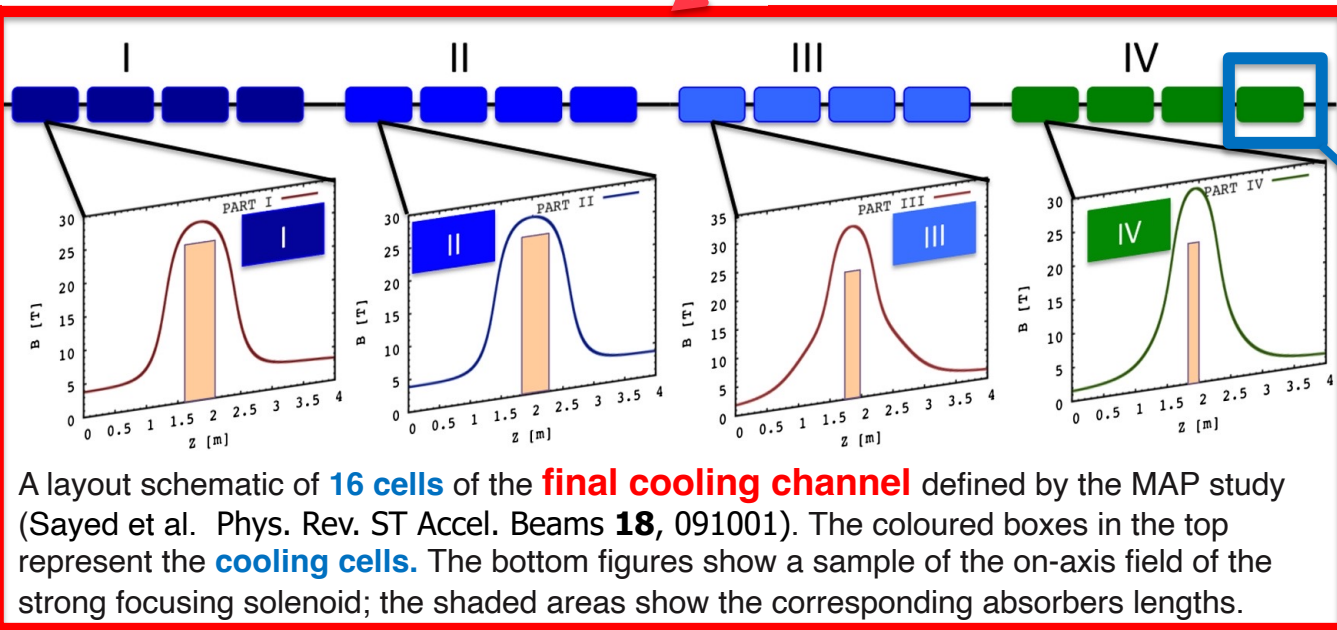 I II III IV
PART I PART II PART III PART IV
I II III IV
30 30 35 30
25 25 30 25
20 20 25 20
15 15 20 15
10 10 15 10
5 5 10 5
0 0 5 0
0
B [T] B [T] B [T] B [T]
0 0.5 1 1.5 2 2.5 3 3.5 4 0 0.5 1 1.5 2 2.5 3 3.5 4 0 0.5 1 1.5 2 2.5 3 3.5 4 0 0.5 1 1.5 2 2.5 3 3.5 4
Z [m] Z [m] Z [m] Z [m]
A layout schematic of 16 cells of the final cooling channel defined by the MAP study
(Sayed et al. Phys. Rev. ST Accel. Beams 18, 091001). The coloured boxes in the top
represent the cooling cells. The bottom figures show a sample of the on-axis field of the
strong focusing solenoid; the shaded areas show the corresponding absorbers lengths.